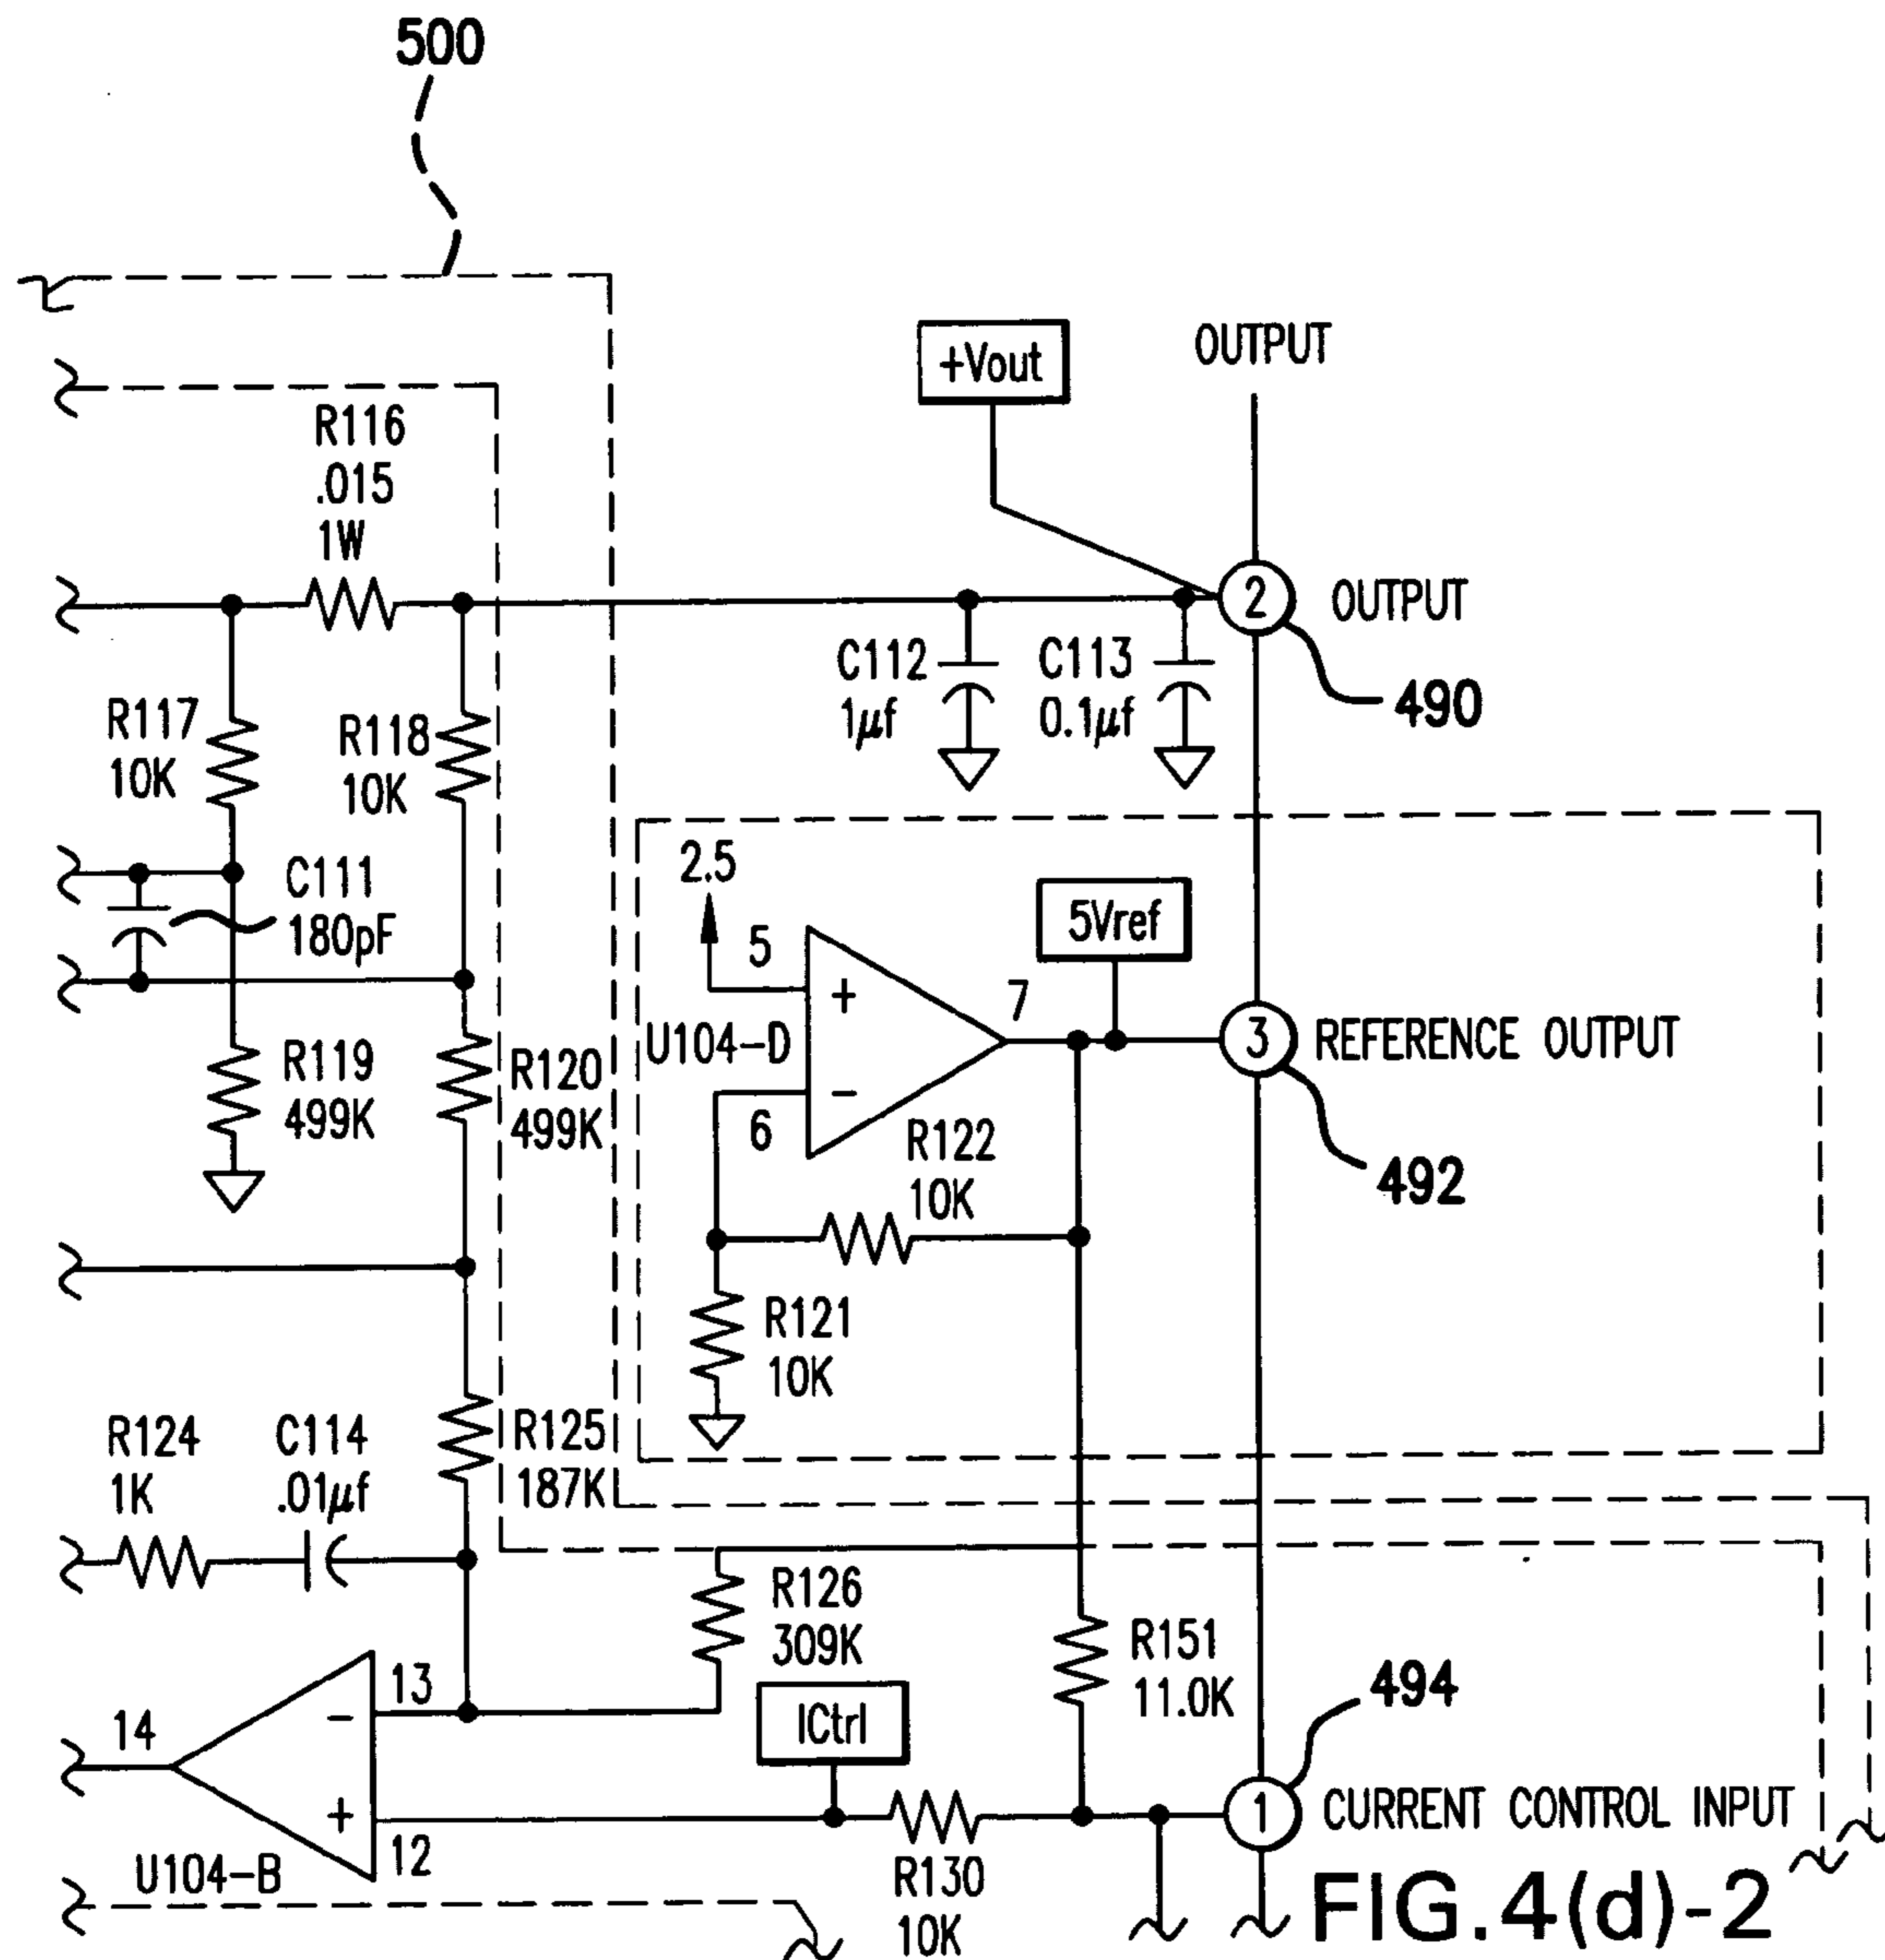 500
+Vout
OUTPUT
R116
.015
1W
2
OUTPUT
490
C112
1μf
C113
0.1μf
R117
10K
R118
10K
C111
180pF
2.5
5
+
U104-D
-
6
7
5Vref
3
REFERENCE OUTPUT
492
R119
499K
R120
499K
R122
10K
R121
10K
R124
1K
C114
.01μf
R125
187K
R126
309K
R151
11.0K
494
13
-
14
+
12
U104-B
ICtrl
R130
10K
1
CURRENT CONTROL INPUT
FIG.4(d)-2